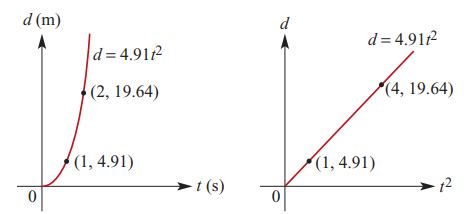 d (m)
d = 4.91t²
(2, 19.64)
(1, 4.91)
0
t (s)
d
d = 4.91t²
(4, 19.64)
(1, 4.91)
0
t²